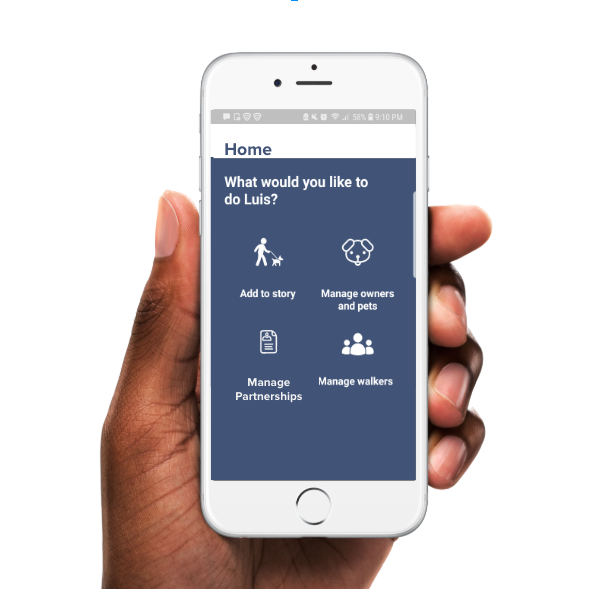 58% 9:10 PM
Home
What would you like to
do Luis?
Add to story
Manage owners
and pets
Manage
Partnerships
Manage walkers